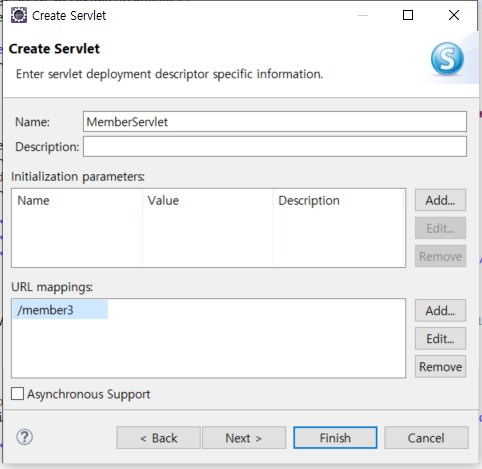 Create Servlet
Create Servlet
Enter servlet deployment descriptor specific information.
S
Name: MemberServlet
Description:
Initialization parameters:
Name Value Description
Add...
Edit...
Remove
URL mappings:
/member3
Add...
Edit...
Remove
Asynchronous Support
? < Back Next > Finish Cancel